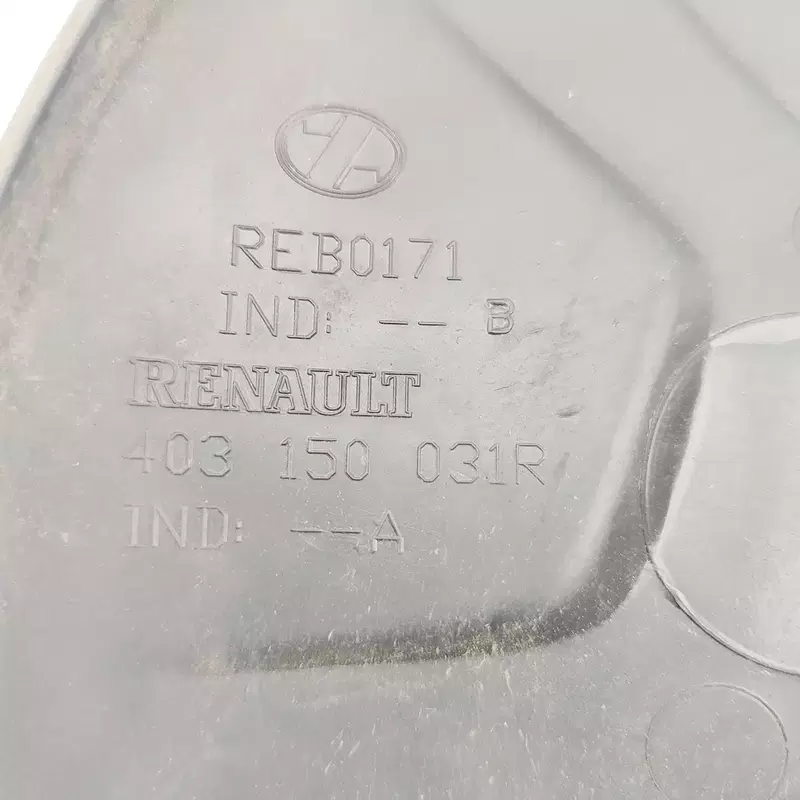 REB0171
IND: -- B
RENAULT
403 150 031R
IND: --A